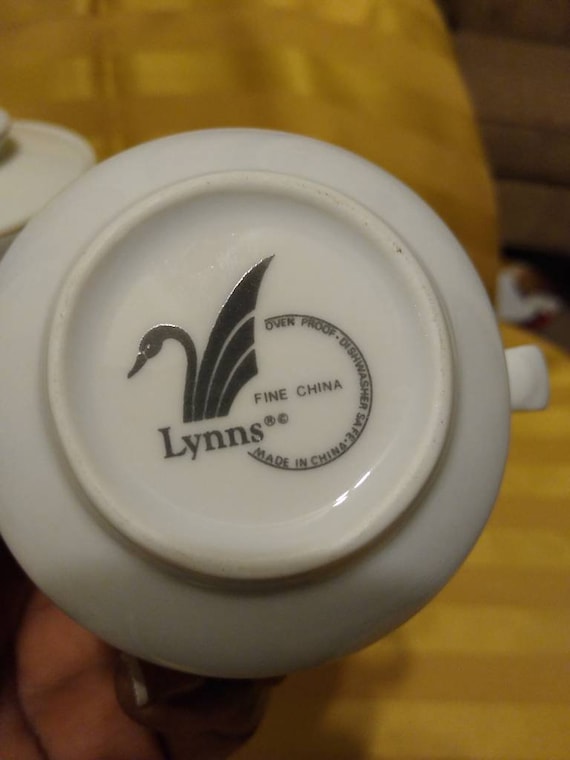 OVEN PROOF·DISHWASHER SAFE·
FINE CHINA
Lynns®©
MADE IN CHINA·